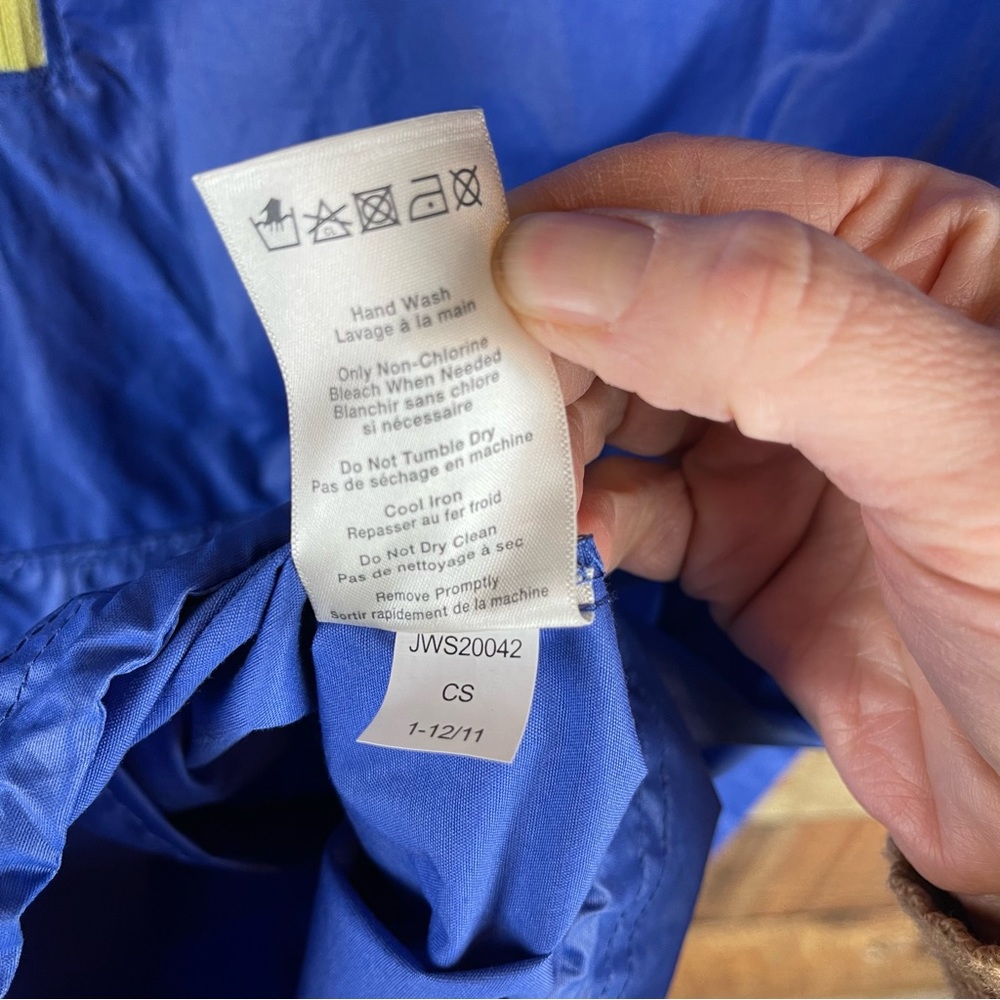 CL
Hand Wash
Lavage à la main
Only Non-Chlorine
Bleach When Needed
Blanchir sans chlore
si nécessaire
Do Not Tumble Dry
Pas de séchage en machine
Cool Iron
Repasser au fer froid
Do Not Dry Clean
Pas de nettoyage à sec
Remove Promptly
Sortir rapidement de la machine
JWS20042
CS
1-12/11